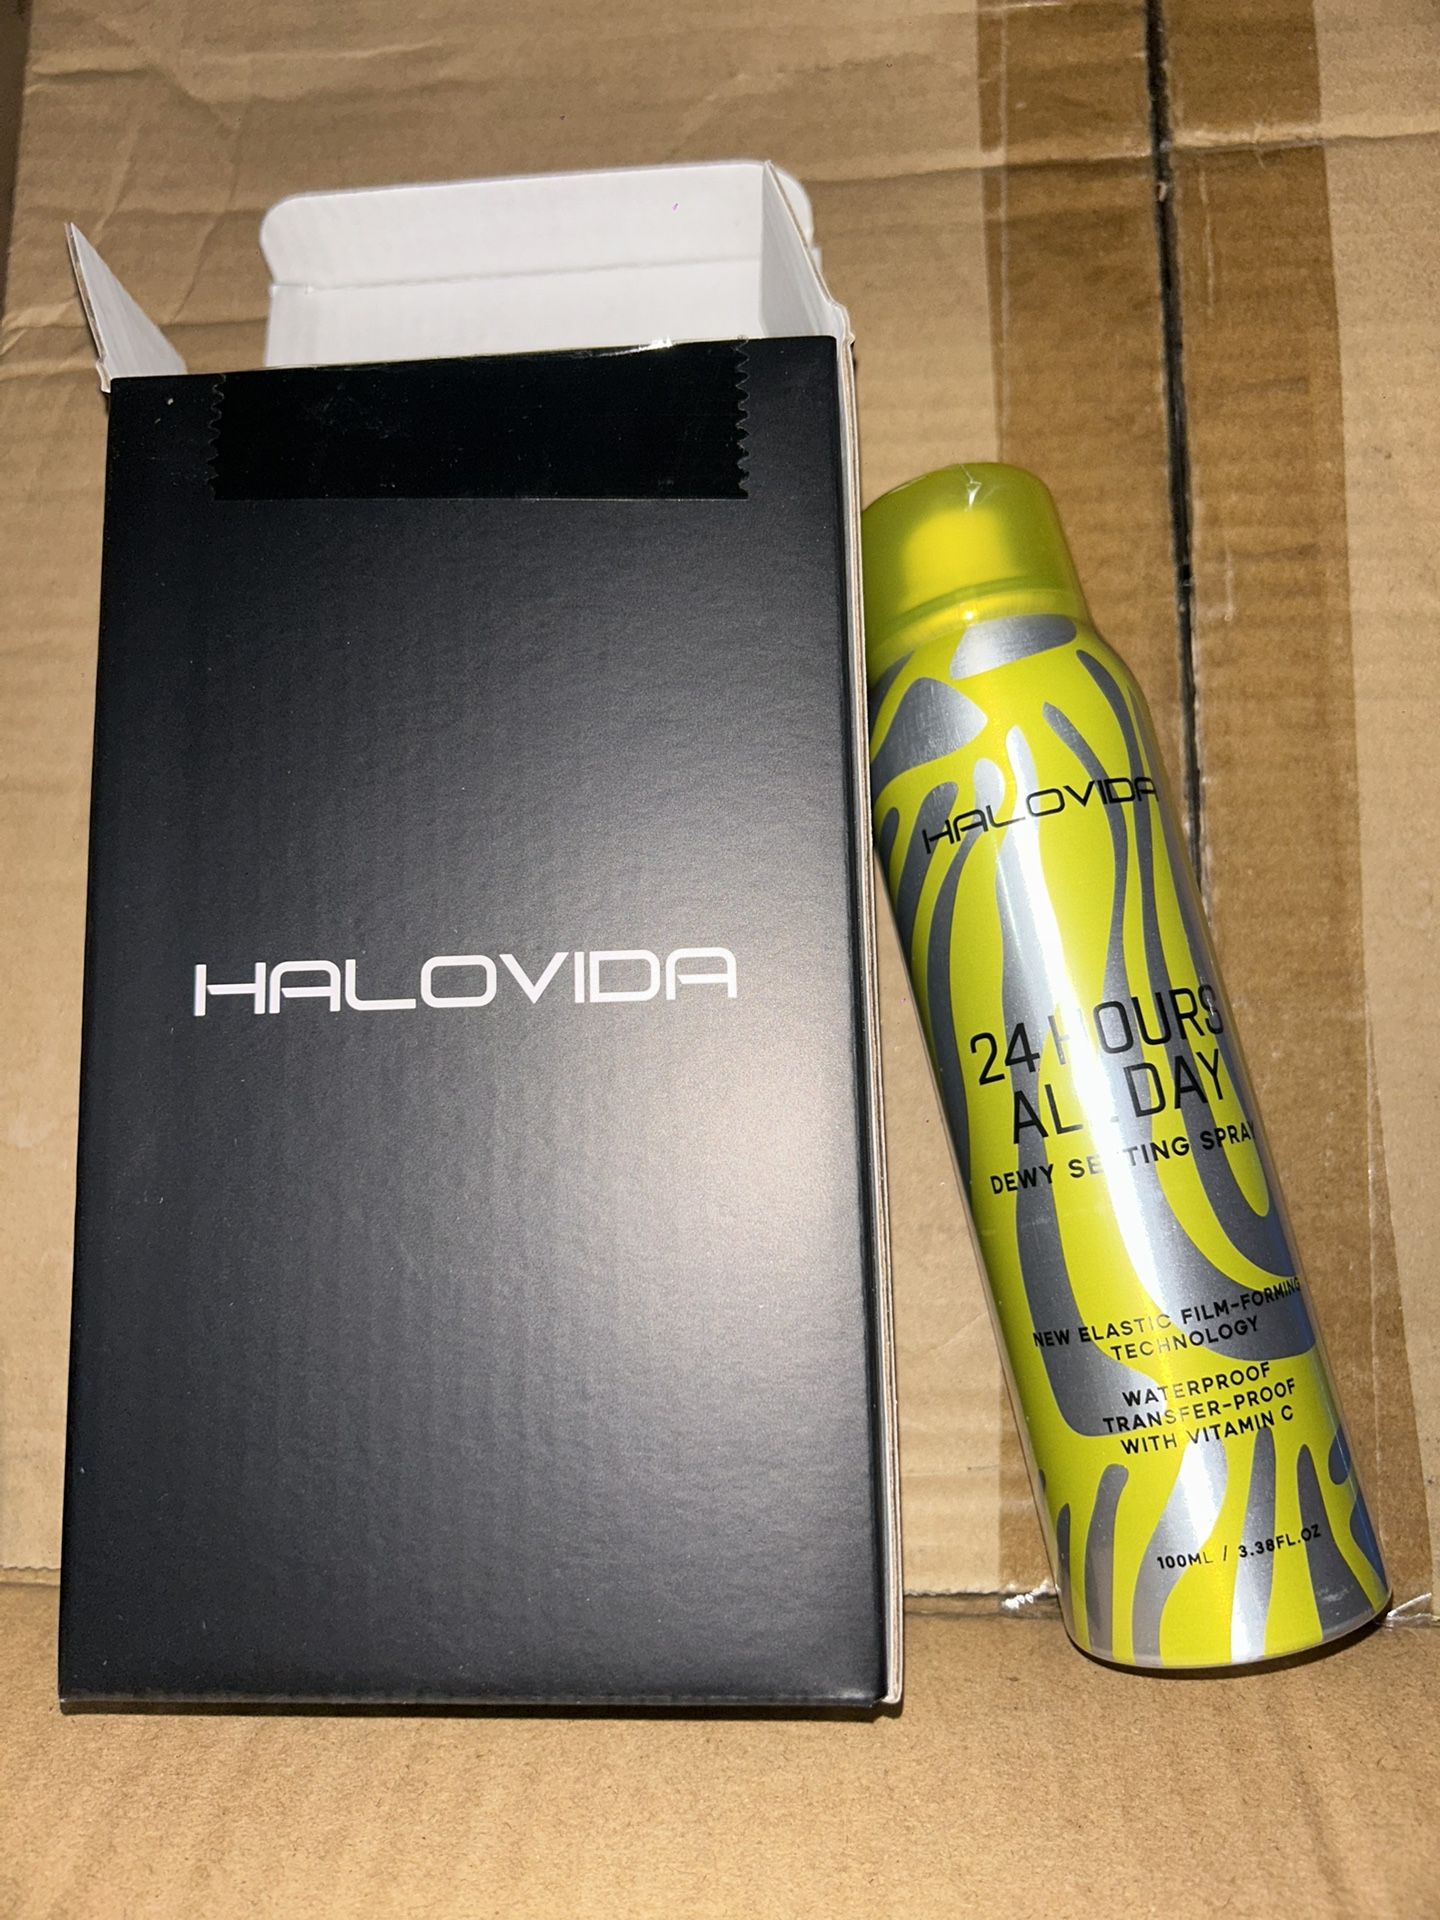 HALOVIDA
HALOVIDA
24 HOURS
ALL DAY
DEWY SETTING SPRAY
NEW ELASTIC FILM-FORMING
TECHNOLOGY
WATERPROOF
TRANSFER-PROOF
WITH VITAMIN C
100ML / 3.38FL.OZ